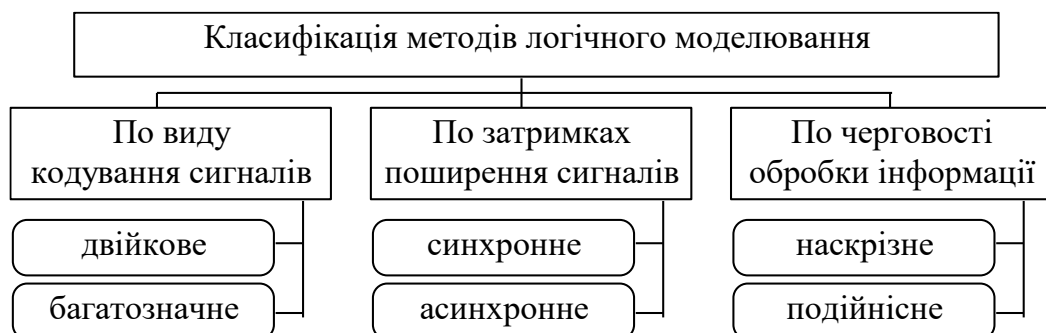 Класифікація методів логічного моделювання
По виду
кодування сигналів
По затримках
поширення сигналів
По черговості
обробки інформації
двійкове
синхронне
наскрізне
багатозначне
асинхронне
подійнісне